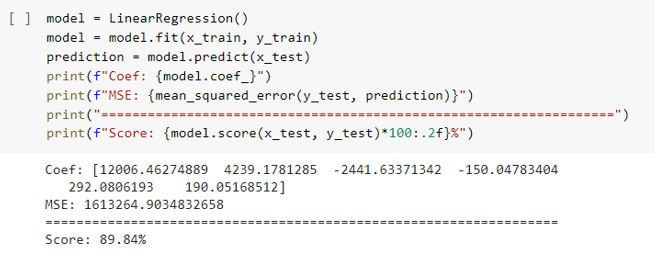 [ ] model = LinearRegression()
model = model.fit(x_train, y_train)
prediction = model.predict(x_test)
print(f"Coef: {model.coef_}")
print(f"MSE: {mean_squared_error(y_test, prediction)}")
print("===============================================================")
print(f"Score: {model.score(x_test, y_test)*100:.2f}%")
Coef: [12006.46274889  4239.1781285  -2441.63371342  -150.04783404
   292.0806193    190.05168512]
MSE: 1613264.9034832658
===============================================================
Score: 89.84%